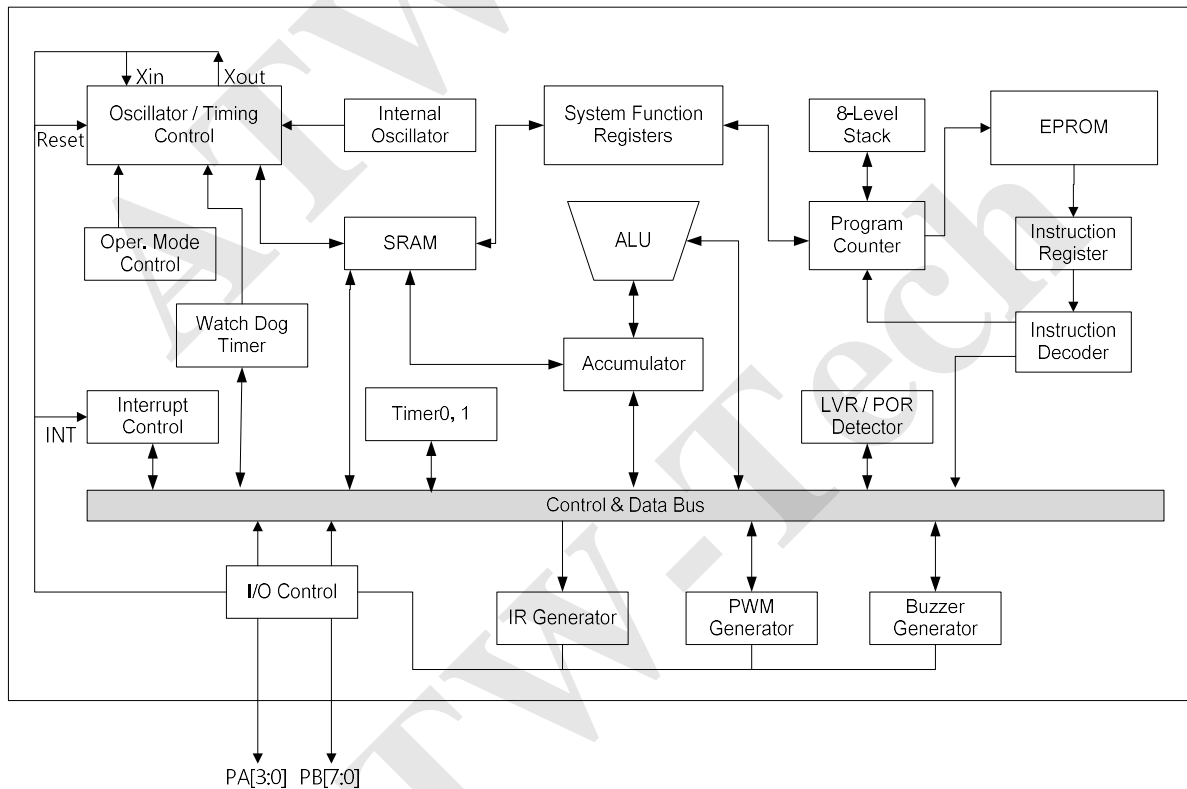 Xin
Xout
Oscillator / Timing
Control
Reset
Internal
Oscillator
System Function
Registers
8-Level
Stack
EPROM
Oper. Mode
Control
SRAM
ALU
Program
Counter
Instruction
Register
Watch Dog
Timer
Accumulator
Instruction
Decoder
Interrupt
Control
INT
Timer0, 1
LVR / POR
Detector
Control & Data Bus
I/O Control
IR Generator
PWM
Generator
Buzzer
Generator
PA[3:0] PB[7:0]
ATW-Tech